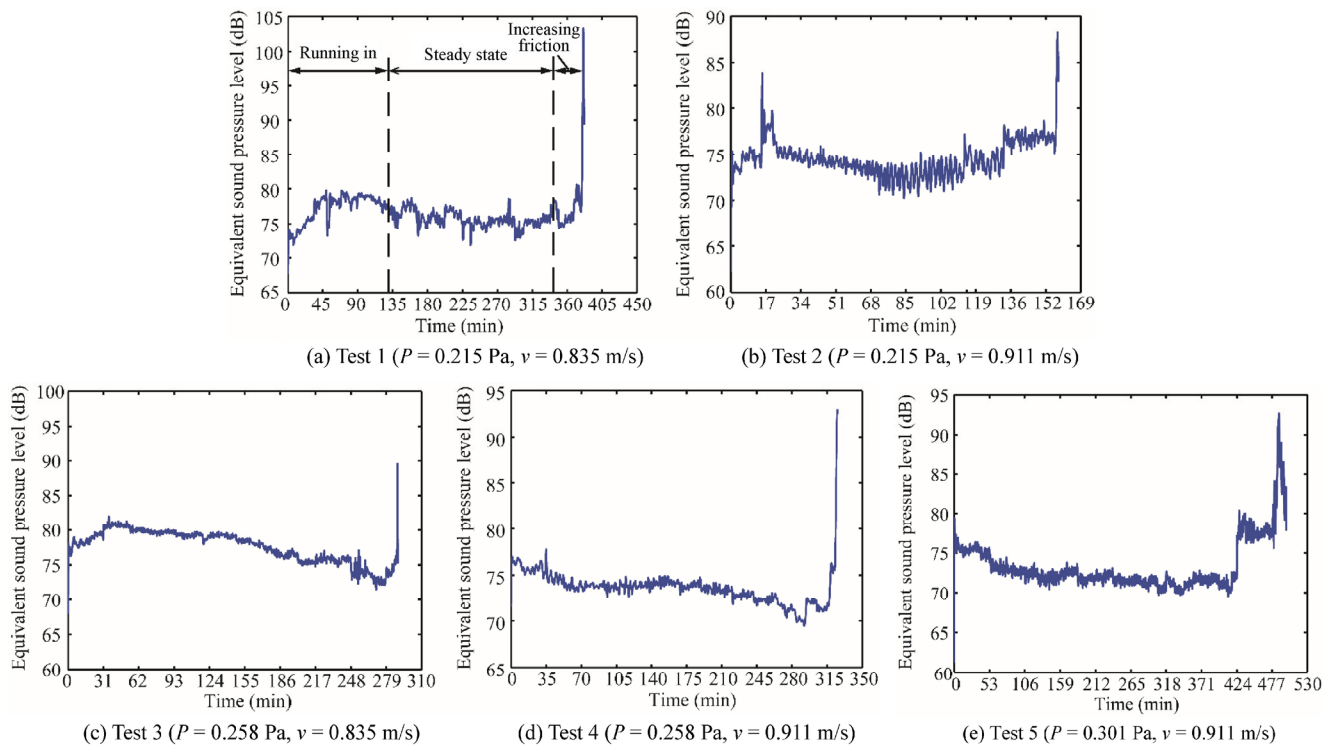 Equivalent sound pressure level (dB)
105
100
95
90
85
80
75
70
65
Running in
Steady state
Increasing
friction
0 45 90 135 180 225 270 315 360 405 450
Time (min)
(a) Test 1 (P = 0.215 Pa, v = 0.835 m/s)
Equivalent sound pressure level (dB)
90
85
80
75
70
65
60
0 17 34 51 68 85 102 119 136 152 169
Time (min)
(b) Test 2 (P = 0.215 Pa, v = 0.911 m/s)
Equivalent sound pressure level (dB)
100
95
90
85
80
75
70
65
60
0 31 62 93 124 155 186 217 248 279 310
Time (min)
(c) Test 3 (P = 0.258 Pa, v = 0.835 m/s)
Equivalent sound pressure level (dB)
95
90
85
80
75
70
65
0 35 70 105 140 175 210 245 280 315 350
Time (min)
(d) Test 4 (P = 0.258 Pa, v = 0.911 m/s)
Equivalent sound pressure level (dB)
95
90
85
80
75
70
65
60
0 53 106 159 212 265 318 371 424 477 530
Time (min)
(e) Test 5 (P = 0.301 Pa, v = 0.911 m/s)